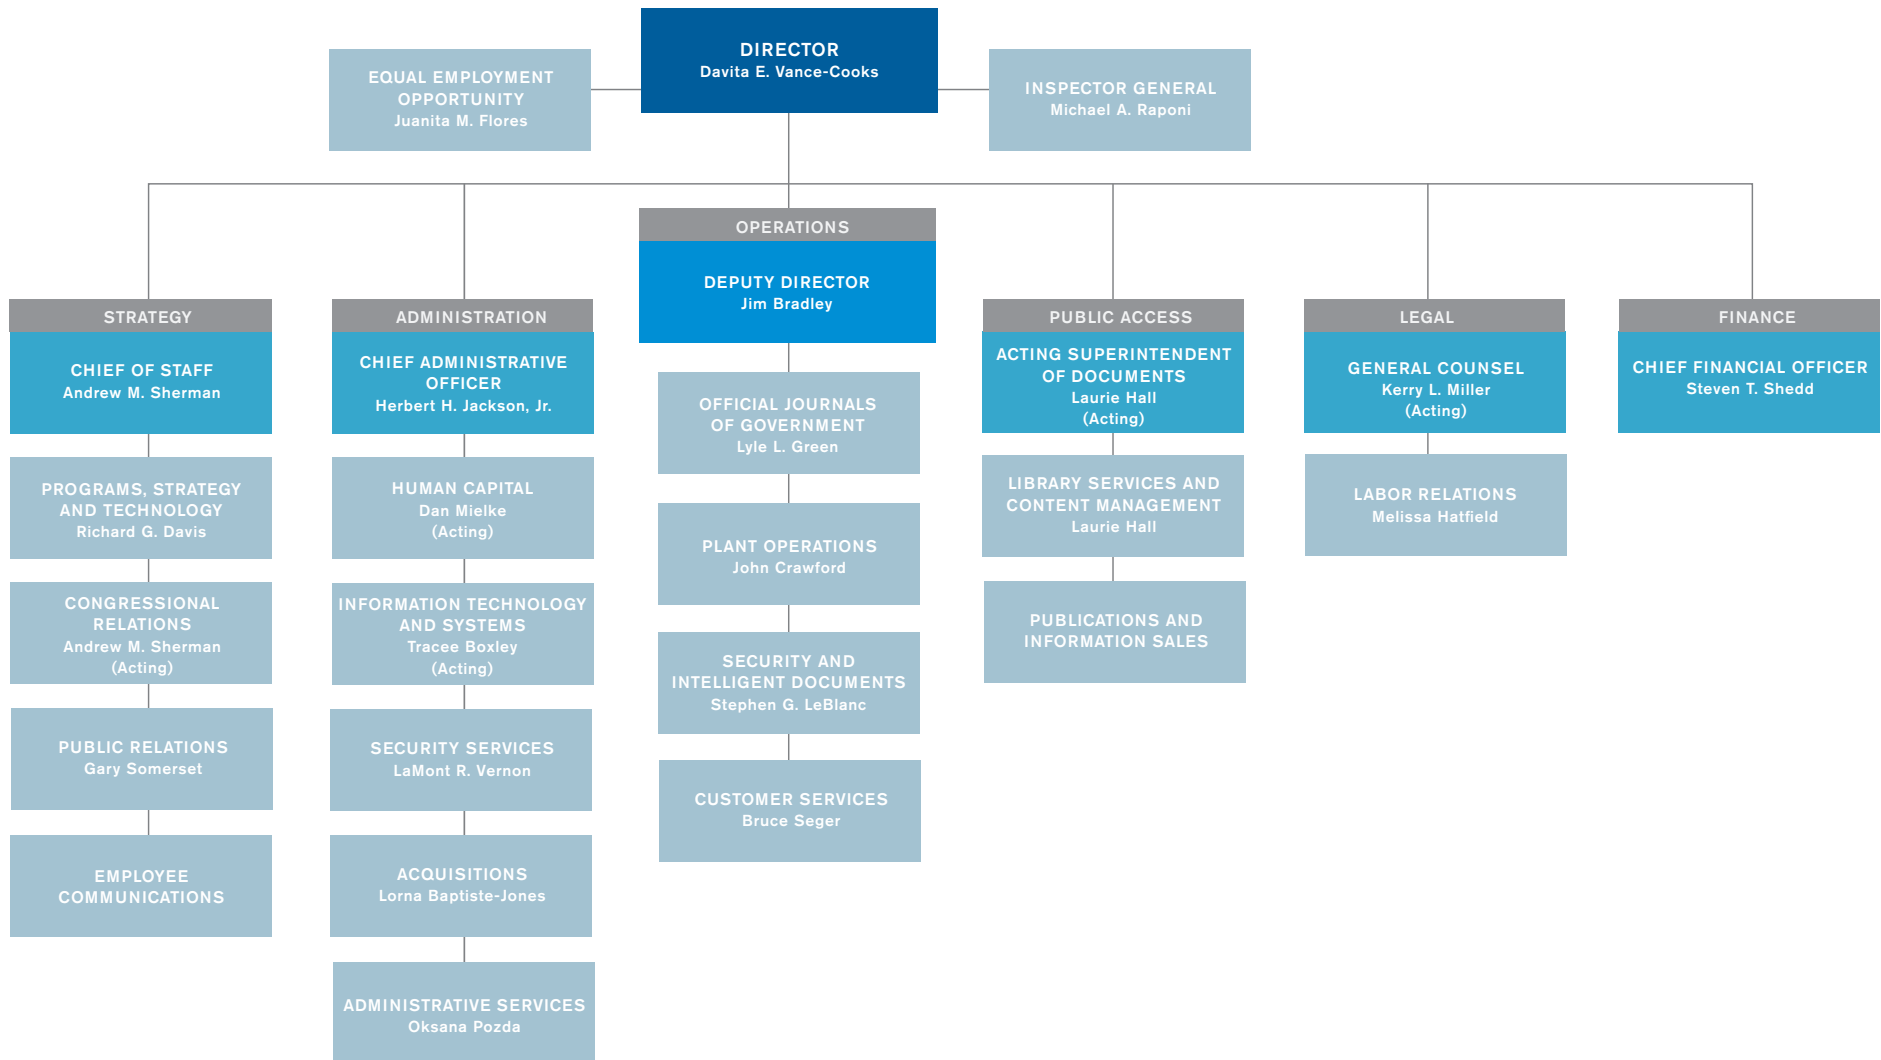 DIRECTOR
Davita E. Vance-Cooks
EQUAL EMPLOYMENT
OPPORTUNITY
Juanita M. Flores
INSPECTOR GENERAL
Michael A. Raponi
OPERATIONS
DEPUTY DIRECTOR
Jim Bradley
STRATEGY
CHIEF OF STAFF
Andrew M. Sherman
PROGRAMS, STRATEGY
AND TECHNOLOGY
Richard G. Davis
CONGRESSIONAL
RELATIONS
Andrew M. Sherman
(Acting)
PUBLIC RELATIONS
Gary Somerset
EMPLOYEE
COMMUNICATIONS
ADMINISTRATION
CHIEF ADMINISTRATIVE
OFFICER
Herbert H. Jackson, Jr.
HUMAN CAPITAL
Dan Mielke
(Acting)
INFORMATION TECHNOLOGY
AND SYSTEMS
Tracee Boxley
(Acting)
SECURITY SERVICES
LaMont R. Vernon
ACQUISITIONS
Lorna Baptiste-Jones
ADMINISTRATIVE SERVICES
Oksana Pozda
OFFICIAL JOURNALS
OF GOVERNMENT
Lyle L. Green
PLANT OPERATIONS
John Crawford
SECURITY AND
INTELLIGENT DOCUMENTS
Stephen G. LeBlanc
CUSTOMER SERVICES
Bruce Seger
PUBLIC ACCESS
ACTING SUPERINTENDENT
OF DOCUMENTS
Laurie Hall
(Acting)
LIBRARY SERVICES AND
CONTENT MANAGEMENT
Laurie Hall
PUBLICATIONS AND
INFORMATION SALES
LEGAL
GENERAL COUNSEL
Kerry L. Miller
(Acting)
LABOR RELATIONS
Melissa Hatfield
FINANCE
CHIEF FINANCIAL OFFICER
Steven T. Shedd